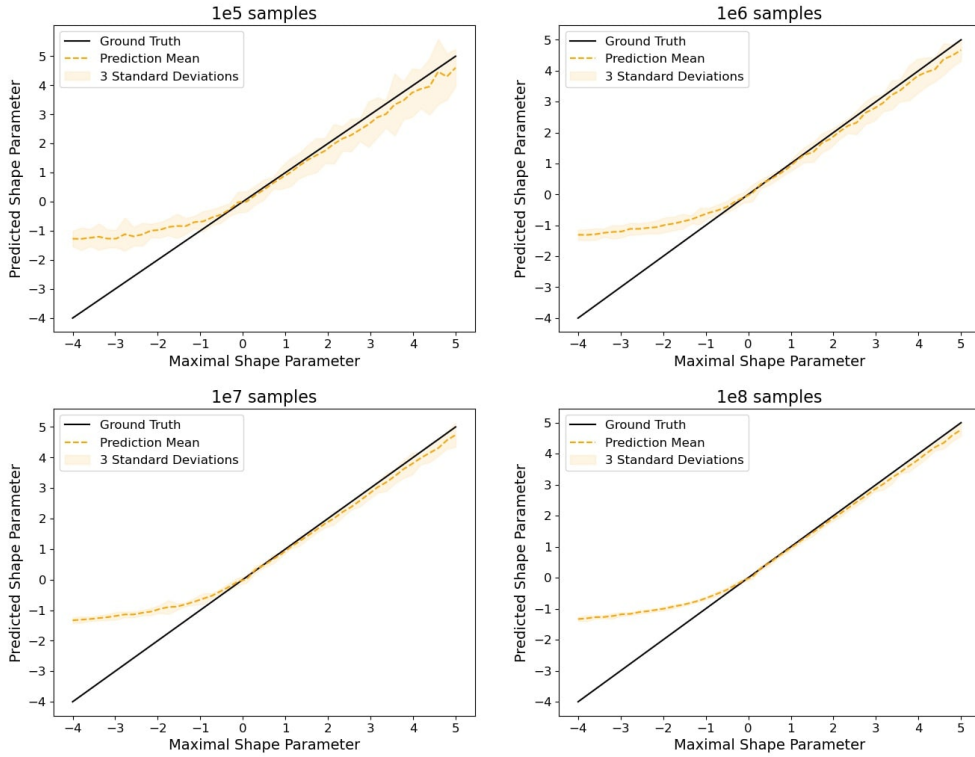 1e5 samples
Ground Truth
Prediction Mean
3 Standard Deviations
Predicted Shape Parameter
5
4
3
2
1
0
−1
−2
−3
−4
−4 −3 −2 −1 0 1 2 3 4 5
Maximal Shape Parameter
1e6 samples
Ground Truth
Prediction Mean
3 Standard Deviations
Predicted Shape Parameter
5
4
3
2
1
0
−1
−2
−3
−4
−4 −3 −2 −1 0 1 2 3 4 5
Maximal Shape Parameter
1e7 samples
Ground Truth
Prediction Mean
3 Standard Deviations
Predicted Shape Parameter
5
4
3
2
1
0
−1
−2
−3
−4
−4 −3 −2 −1 0 1 2 3 4 5
Maximal Shape Parameter
1e8 samples
Ground Truth
Prediction Mean
3 Standard Deviations
Predicted Shape Parameter
5
4
3
2
1
0
−1
−2
−3
−4
−4 −3 −2 −1 0 1 2 3 4 5
Maximal Shape Parameter